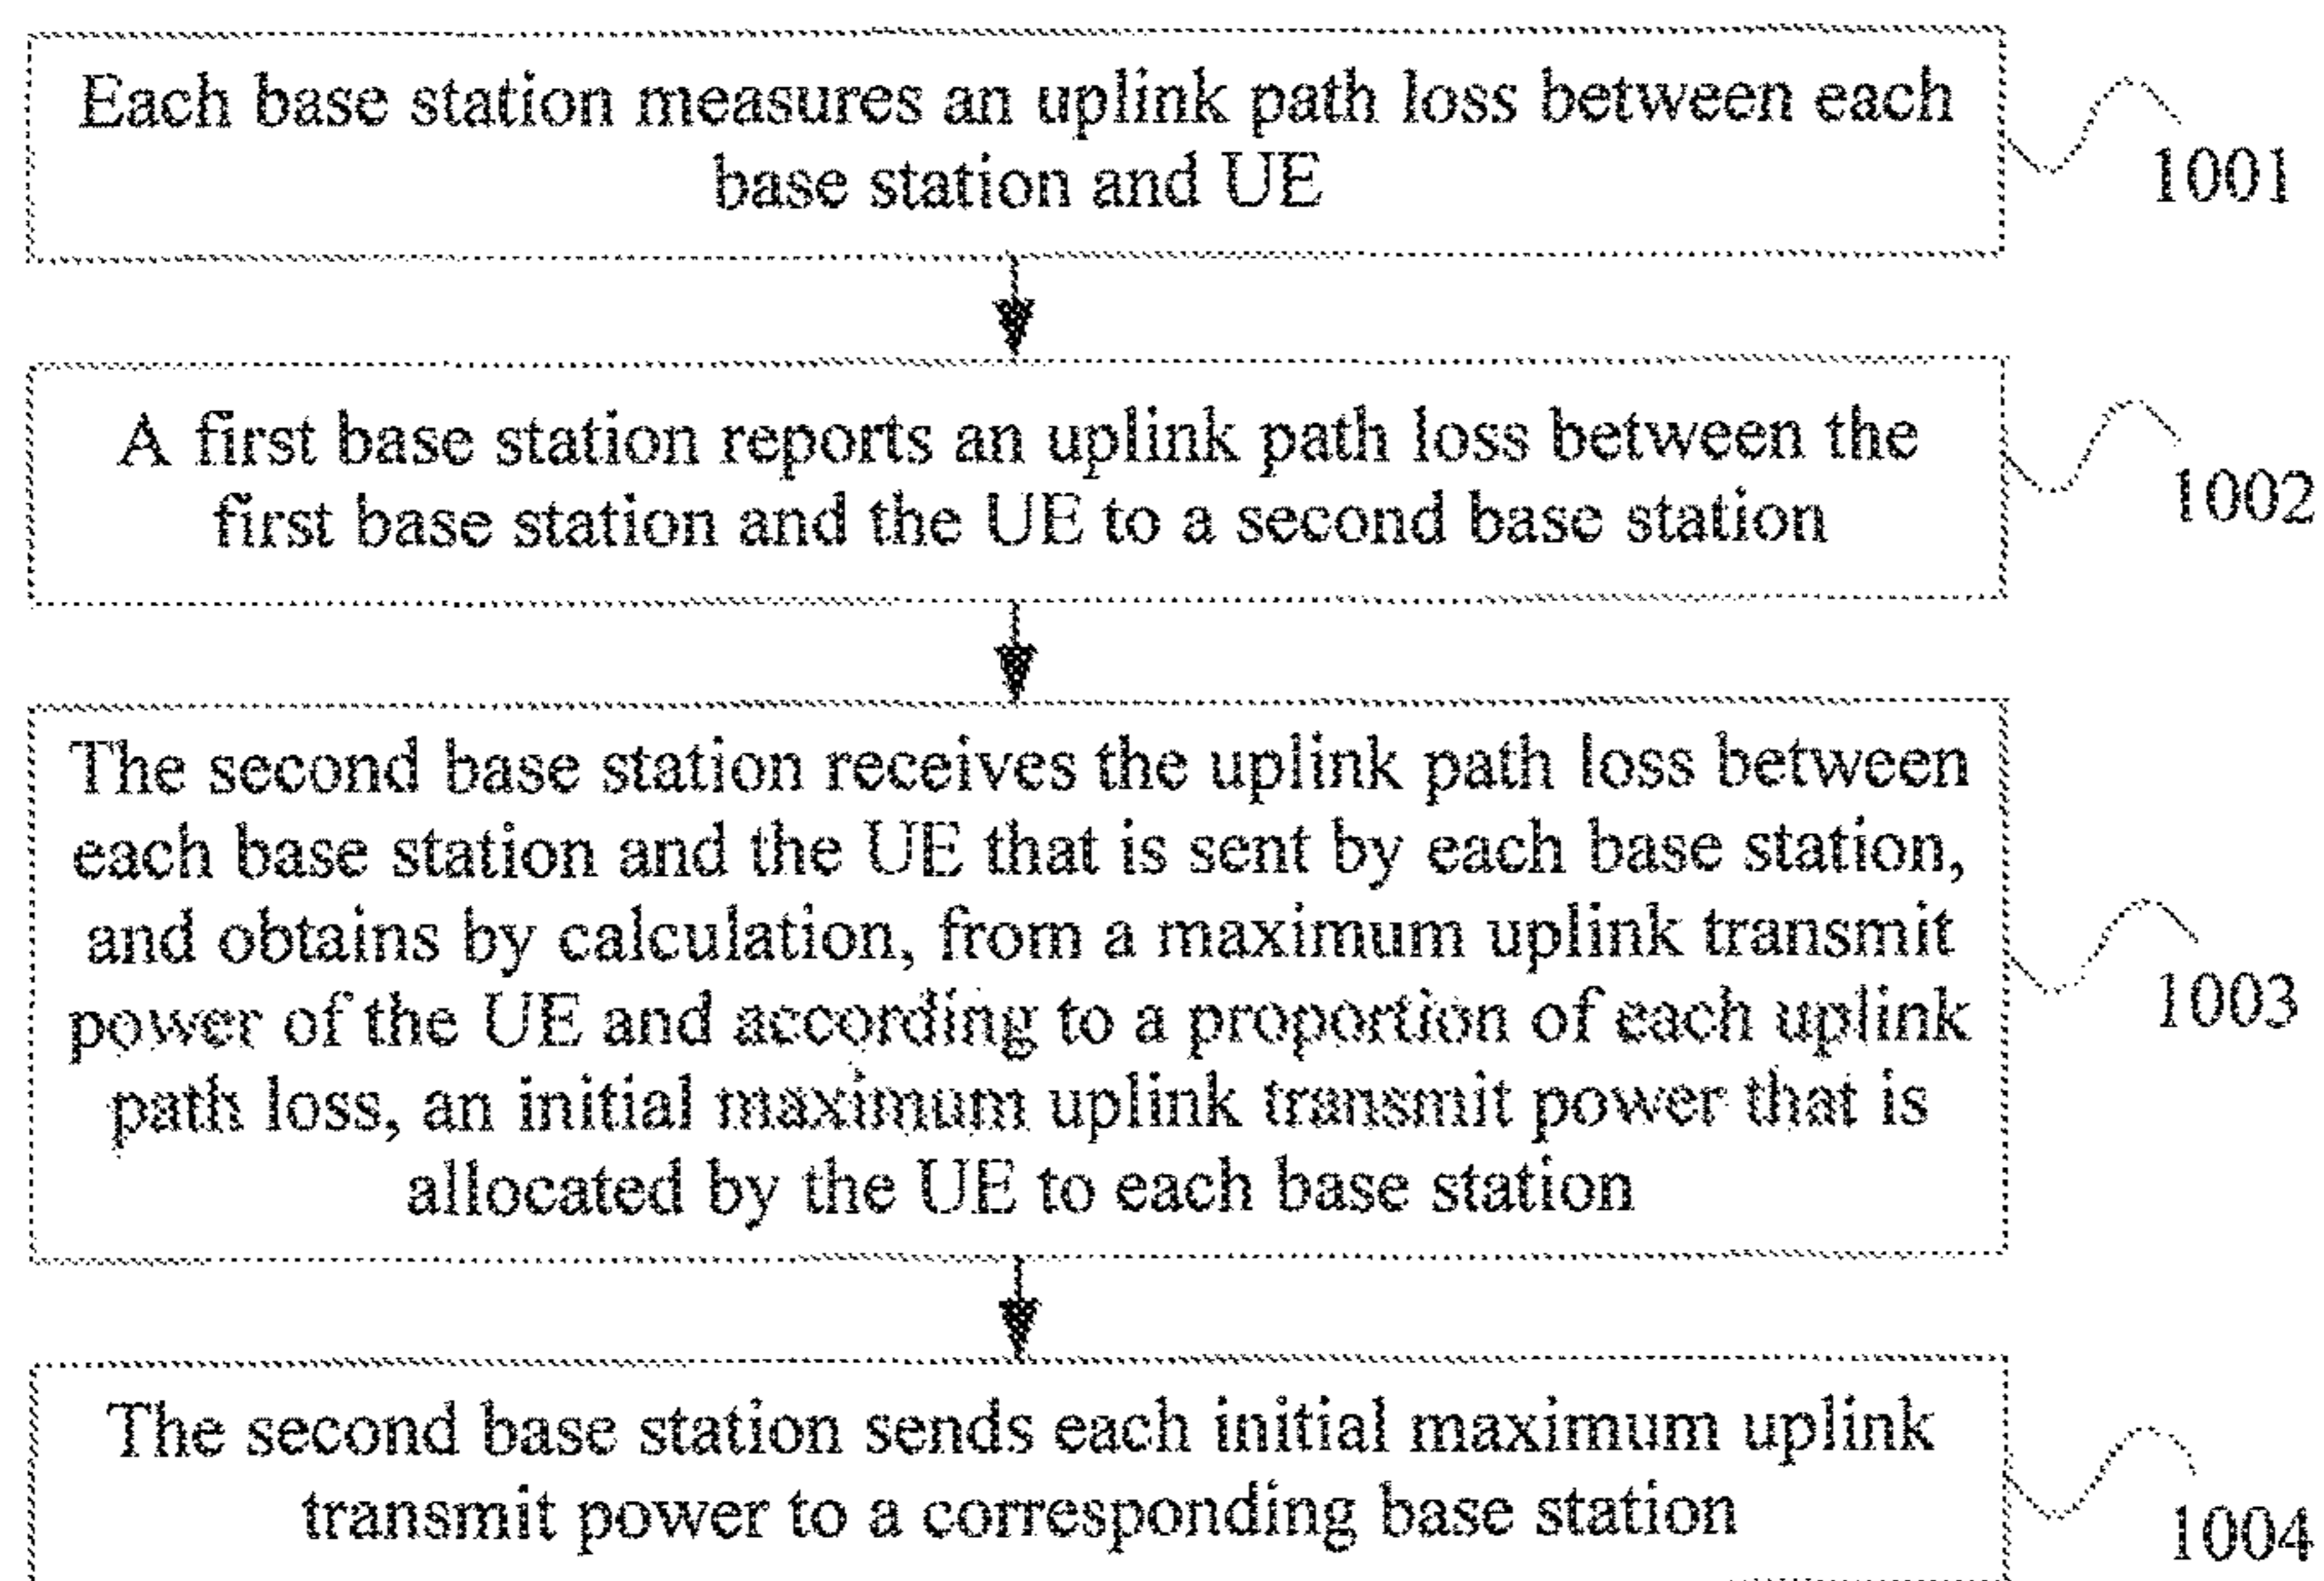 Each base station measures an uplink path loss between each
base station and UE
1001
A first base station reports an uplink path loss between the
first base station and the UE to a second base station
1002
The second base station receives the uplink path loss between
each base station and the UE that is sent by each base station,
and obtains by calculation, from a maximum uplink transmit
power of the UE and according to a proportion of each uplink
path loss, an initial maximum uplink transmit power that is
allocated by the UE to each base station
1003
The second base station sends each initial maximum uplink
transmit power to a corresponding base station
1004